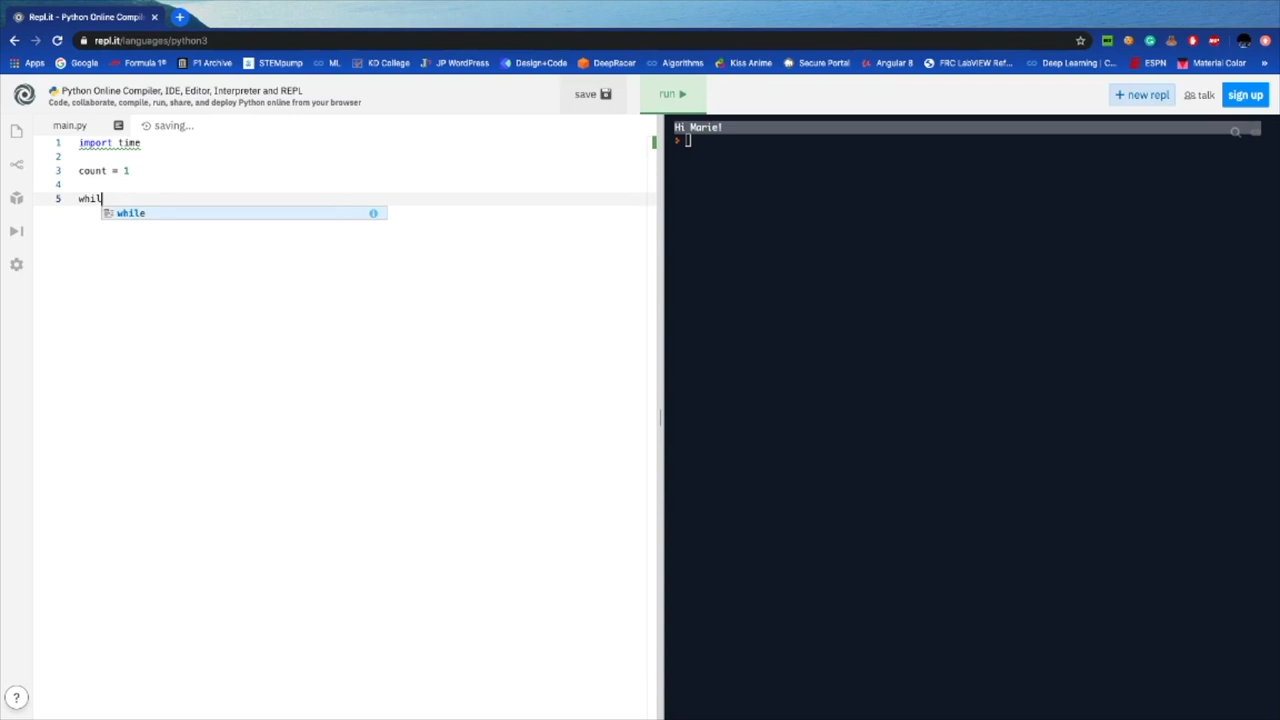 Repl.it - Python Online Compil
repl.it/languages/python3
Apps Google Formula 1® F1 Archive STEMpump ML KD College JP WordPress Design+Code DeepRacer Algorithms Kiss Anime Secure Portal Angular 8 FRC LabVIEW Ref... Deep Learning | C... ESPN Material Color »
Python Online Compiler, IDE, Editor, Interpreter and REPL
Code, collaborate, compile, run, share, and deploy Python online from your browser
save run + new repl talk sign up
main.py saving...
Hi Marie!
1 import time
2
3 count = 1
4
5 whil
while
?